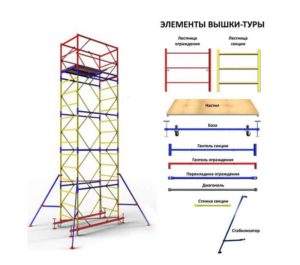 ЭЛЕМЕНТЫ ВЫШКИ-ТУРЫ
Лестница
ограждения
Лестница
секции
Настил
База
Гантель секции
Гантель ограждения
Перекладина ограждения
Диагональ
Стяжка секции
Стабилизатор